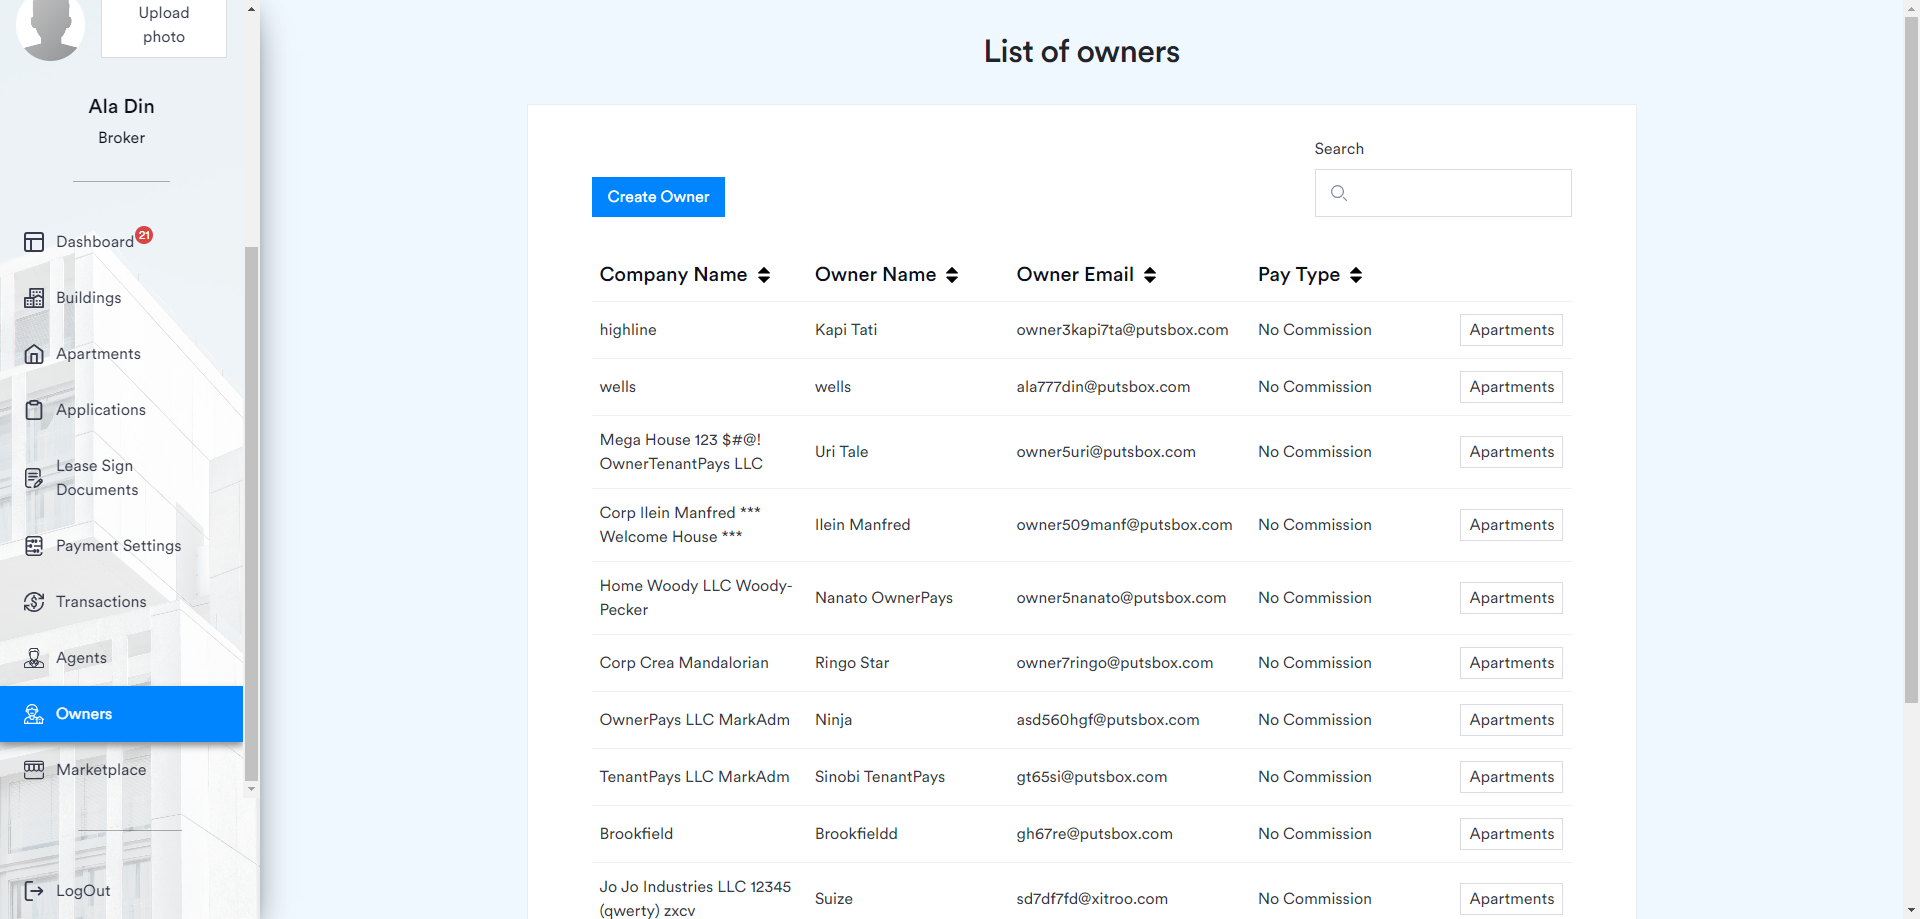 Upload
photo
Ala Din
Broker
Dashboard 21
Buildings
Apartments
Applications
Lease Sign
Documents
Payment Settings
Transactions
Agents
Owners
Marketplace
LogOut
List of owners
Search
Create Owner
Company Name Owner Name Owner Email Pay Type
highline Kapi Tati owner3kapi7ta@putsbox.com No Commission Apartments
wells wells ala777din@putsbox.com No Commission Apartments
Mega House 123 $#@!
OwnerTenantPays LLC Uri Tale owner5uri@putsbox.com No Commission Apartments
Corp Ilein Manfred ***
Welcome House *** Ilein Manfred owner509manf@putsbox.com No Commission Apartments
Home Woody LLC Woody-
Pecker Nanato OwnerPays owner5nanato@putsbox.com No Commission Apartments
Corp Crea Mandalorian Ringo Star owner7ringo@putsbox.com No Commission Apartments
OwnerPays LLC MarkAdm Ninja asd560hgf@putsbox.com No Commission Apartments
TenantPays LLC MarkAdm Sinobi TenantPays gt65si@putsbox.com No Commission Apartments
Brookfield Brookfieldd gh67re@putsbox.com No Commission Apartments
Jo Jo Industries LLC 12345
(qwerty) zxcv Suize sd7df7fd@xitroo.com No Commission Apartments